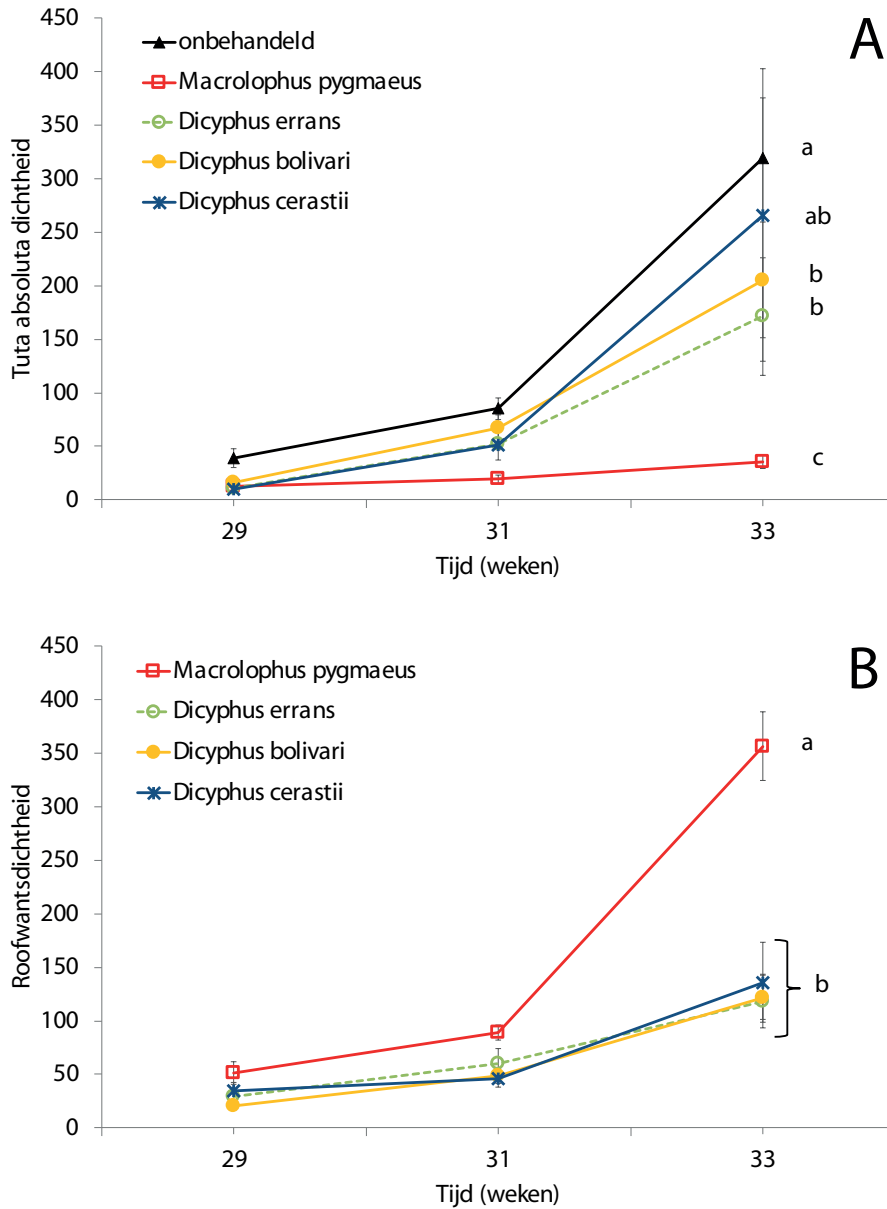 A
onbehandeld
Macrolophus pygmaeus
Dicyphus errans
Dicyphus bolivari
Dicyphus cerastii
Tuta absoluta dichtheid
450
400
350
300
250
200
150
100
50
0
a
ab
b
b
c
29 31 33
Tijd (weken)
B
Macrolophus pygmaeus
Dicyphus errans
Dicyphus bolivari
Dicyphus cerastii
Roofwantsdichtheid
450
400
350
300
250
200
150
100
50
0
a
b
29 31 33
Tijd (weken)